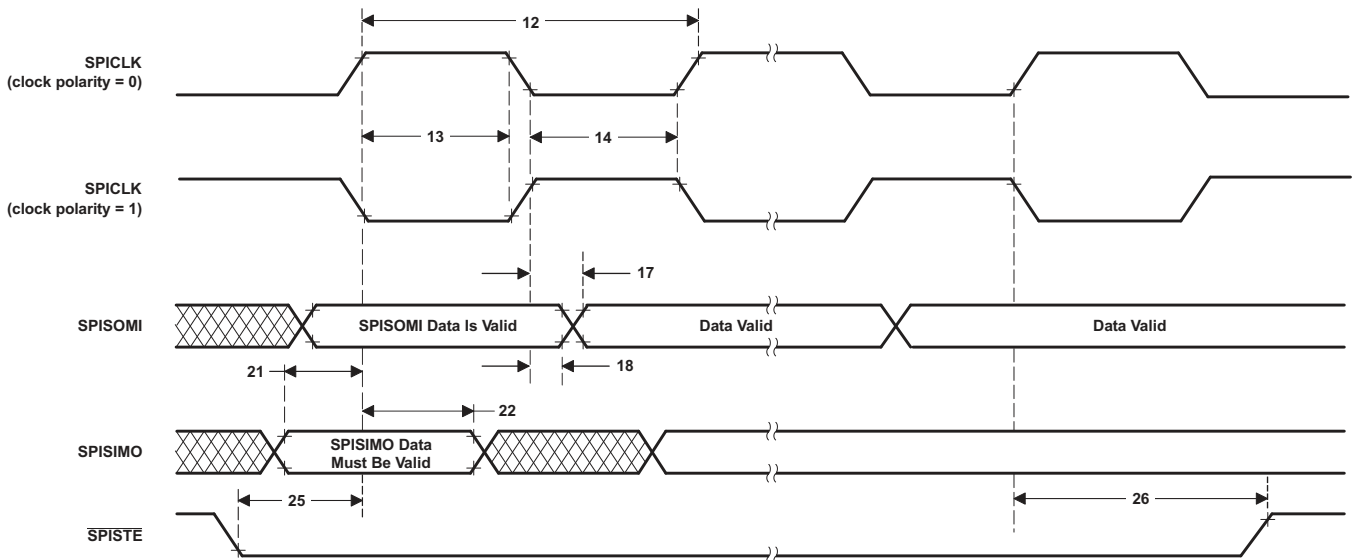 12
SPICLK
(clock polarity = 0)
13
14
SPICLK
(clock polarity = 1)
17
SPISOMI
SPISOMI Data Is Valid
Data Valid
Data Valid
18
21
22
SPISIMO
SPISIMO Data
Must Be Valid
25
26
SPISTE